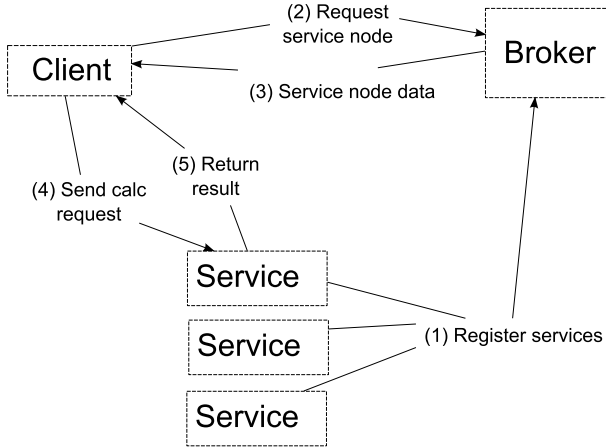 (2) Request
service node
Client
Broker
(3) Service node data
(5) Return
result
(4) Send calc
request
Service
(1) Register services
Service
Service